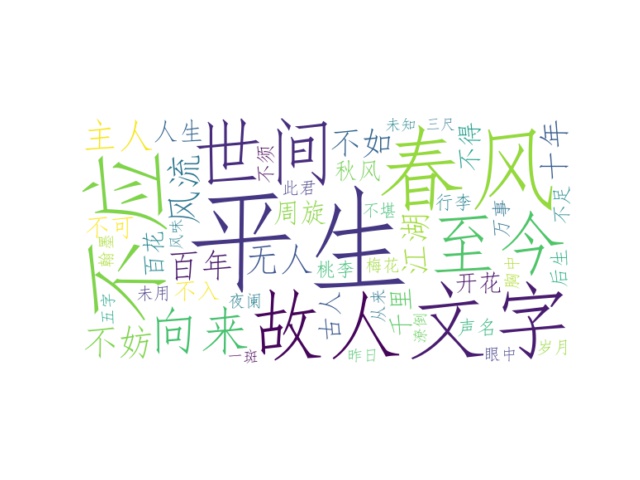 主人
人生
世间
不如
春风
未知
三尺
不得
十年
不应
风流
不须
秋风
此君
平生
周旋
不堪
江湖
行李
万事
至今
不足
不可
翰墨
百花
风味
百年
无人
桃李
梅花
胸中
后生
五字
未用
不入
夜阑
古人
从来
千里
潦倒
开花
不妨
向来
一斑
故人
昨日
文字
声名
眼中
岁月